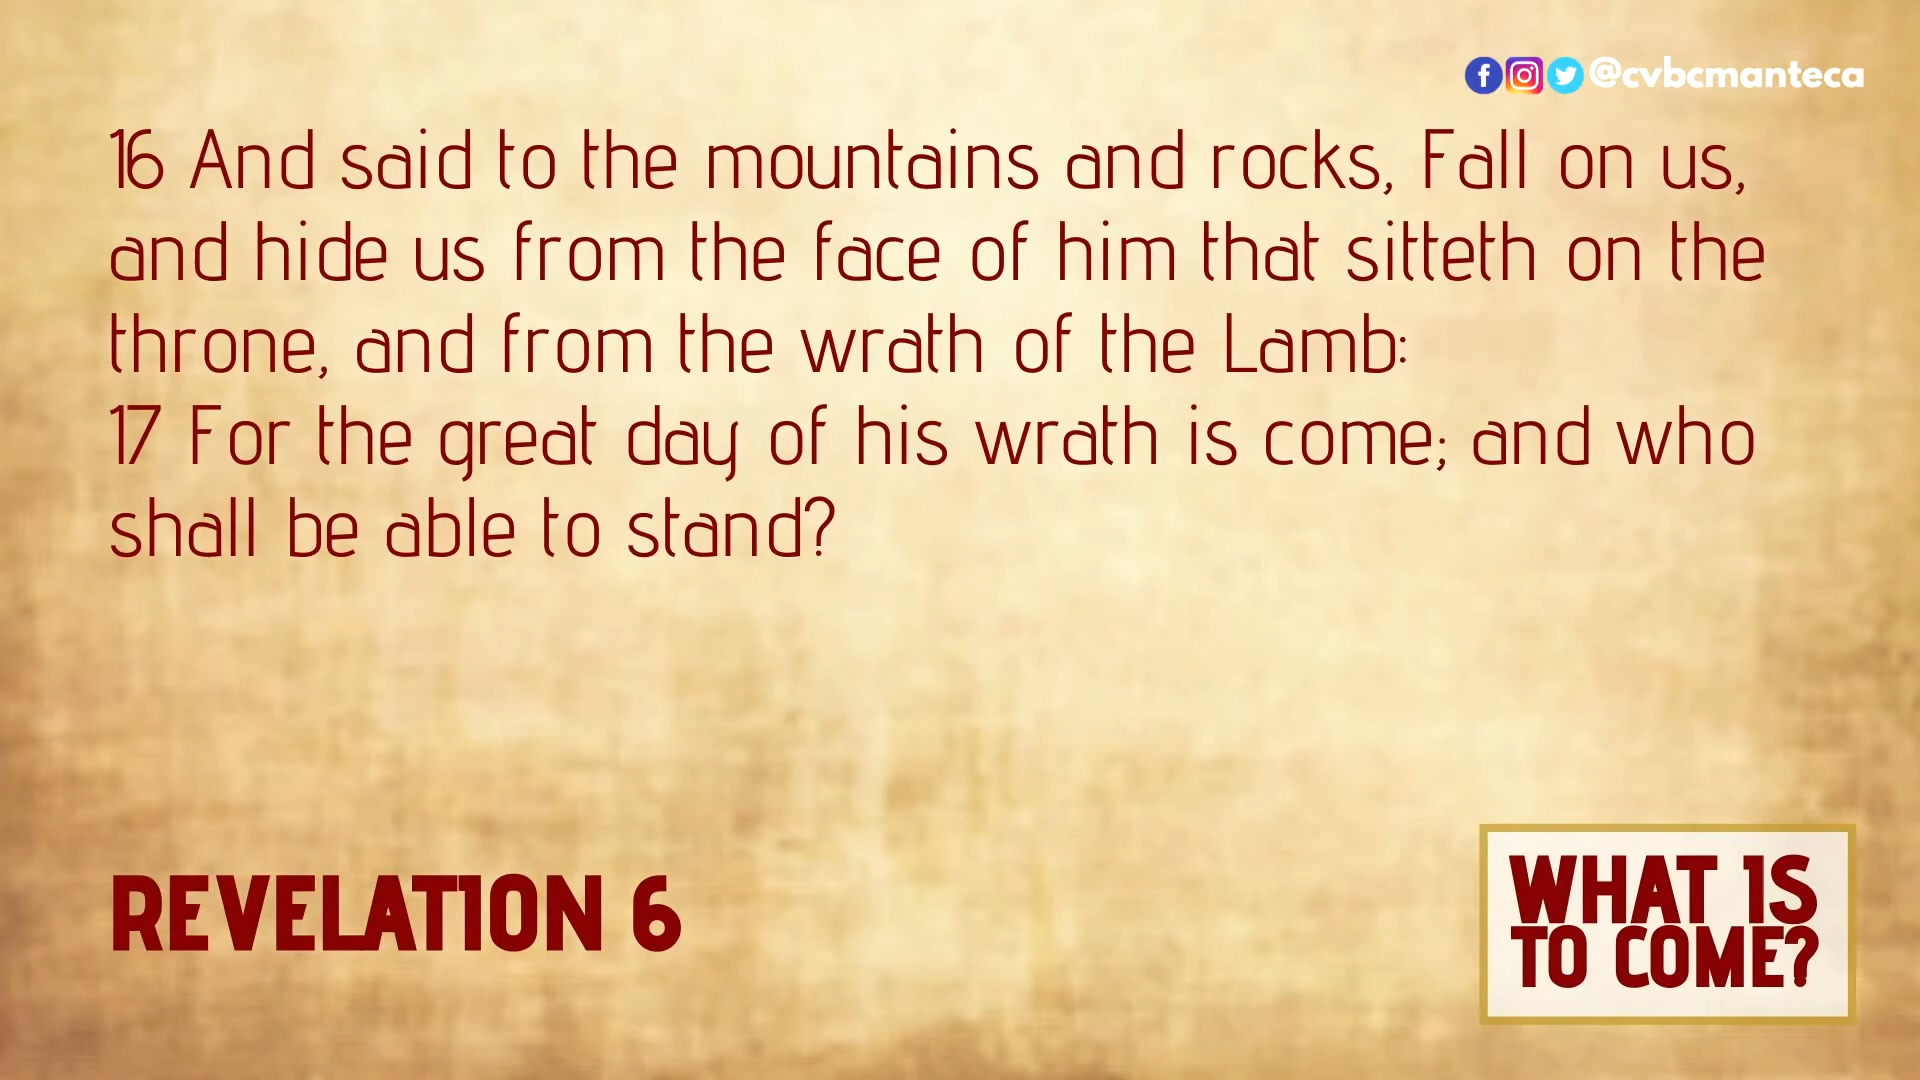 @cvbcmanteca
16 And said to the mountains and rocks, Fall on us,
and hide us from the face of him that sitteth on the
throne, and from the wrath of the Lamb:
17 For the great day of his wrath is come; and who
shall be able to stand?
REVELATION 6
WHAT IS
TO COME?